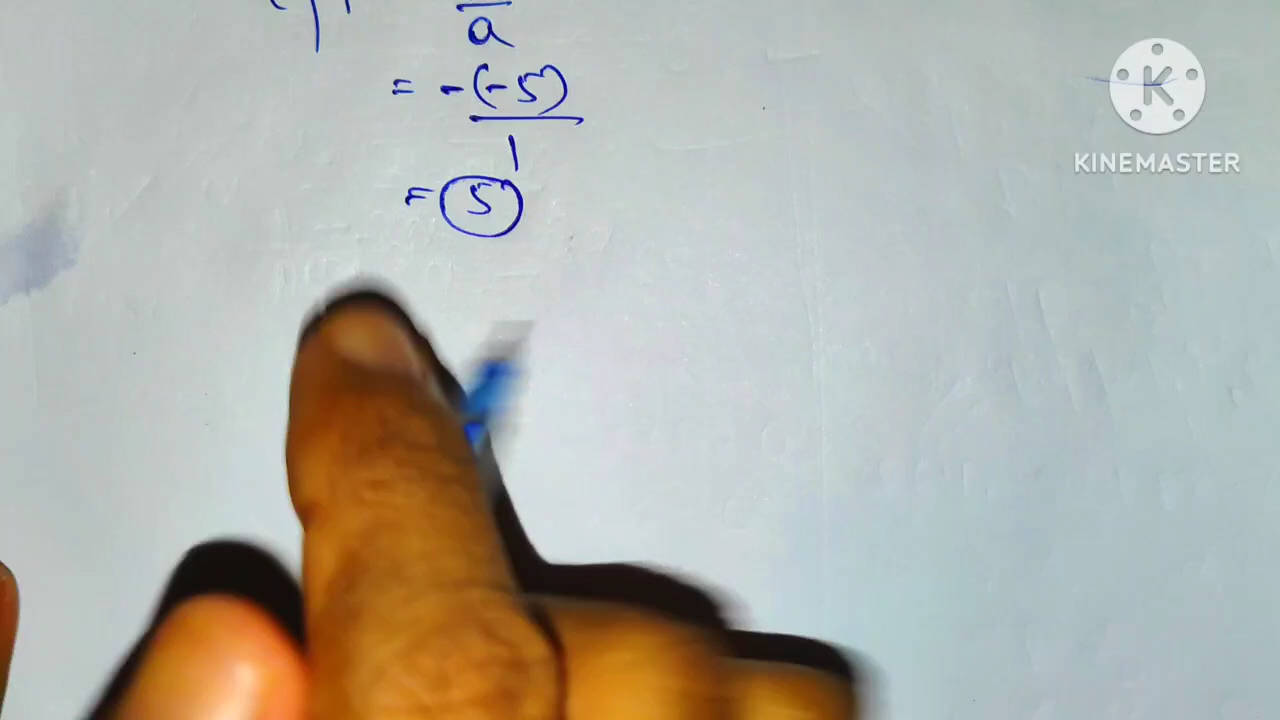 a
= -(-5)
1
= 5
K
KINEMASTER